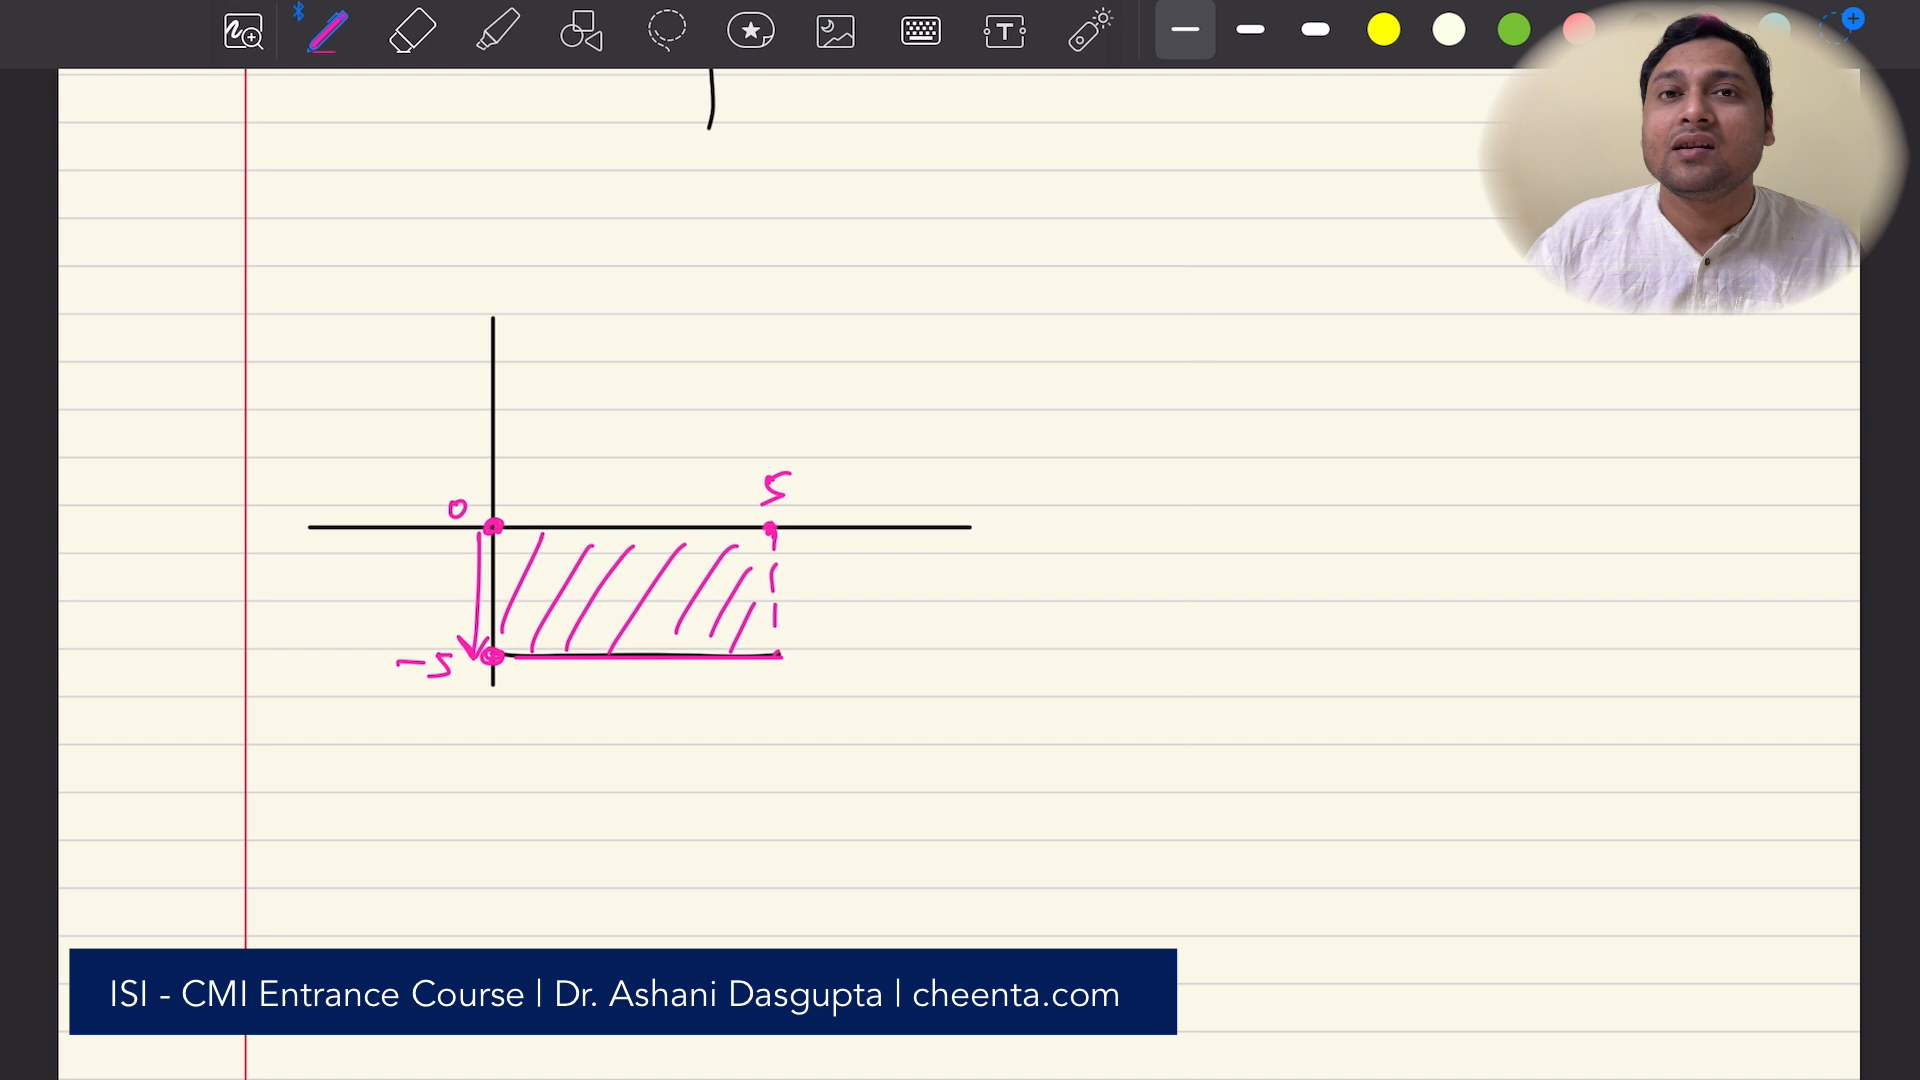 T
5
0
-5
ISI - CMI Entrance Course | Dr. Ashani Dasgupta | cheenta.com